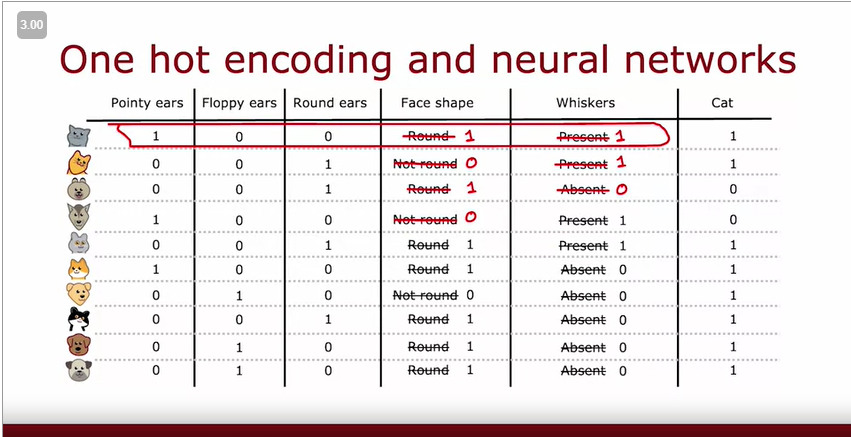 3.00
One hot encoding and neural networks
Pointy ears Floppy ears Round ears Face shape Whiskers Cat
1 0 0 Round 1 Present 1 1
0 0 1 Not round 0 Present 1 1
0 0 1 Round 1 Absent 0 0
1 0 0 Not round 0 Present 1 0
0 0 1 Round 1 Present 1 1
1 0 0 Round 1 Absent 0 1
0 1 0 Not round 0 Absent 0 1
0 0 1 Round 1 Absent 0 1
0 1 0 Round 1 Absent 0 1
0 1 0 Round 1 Absent 0 1